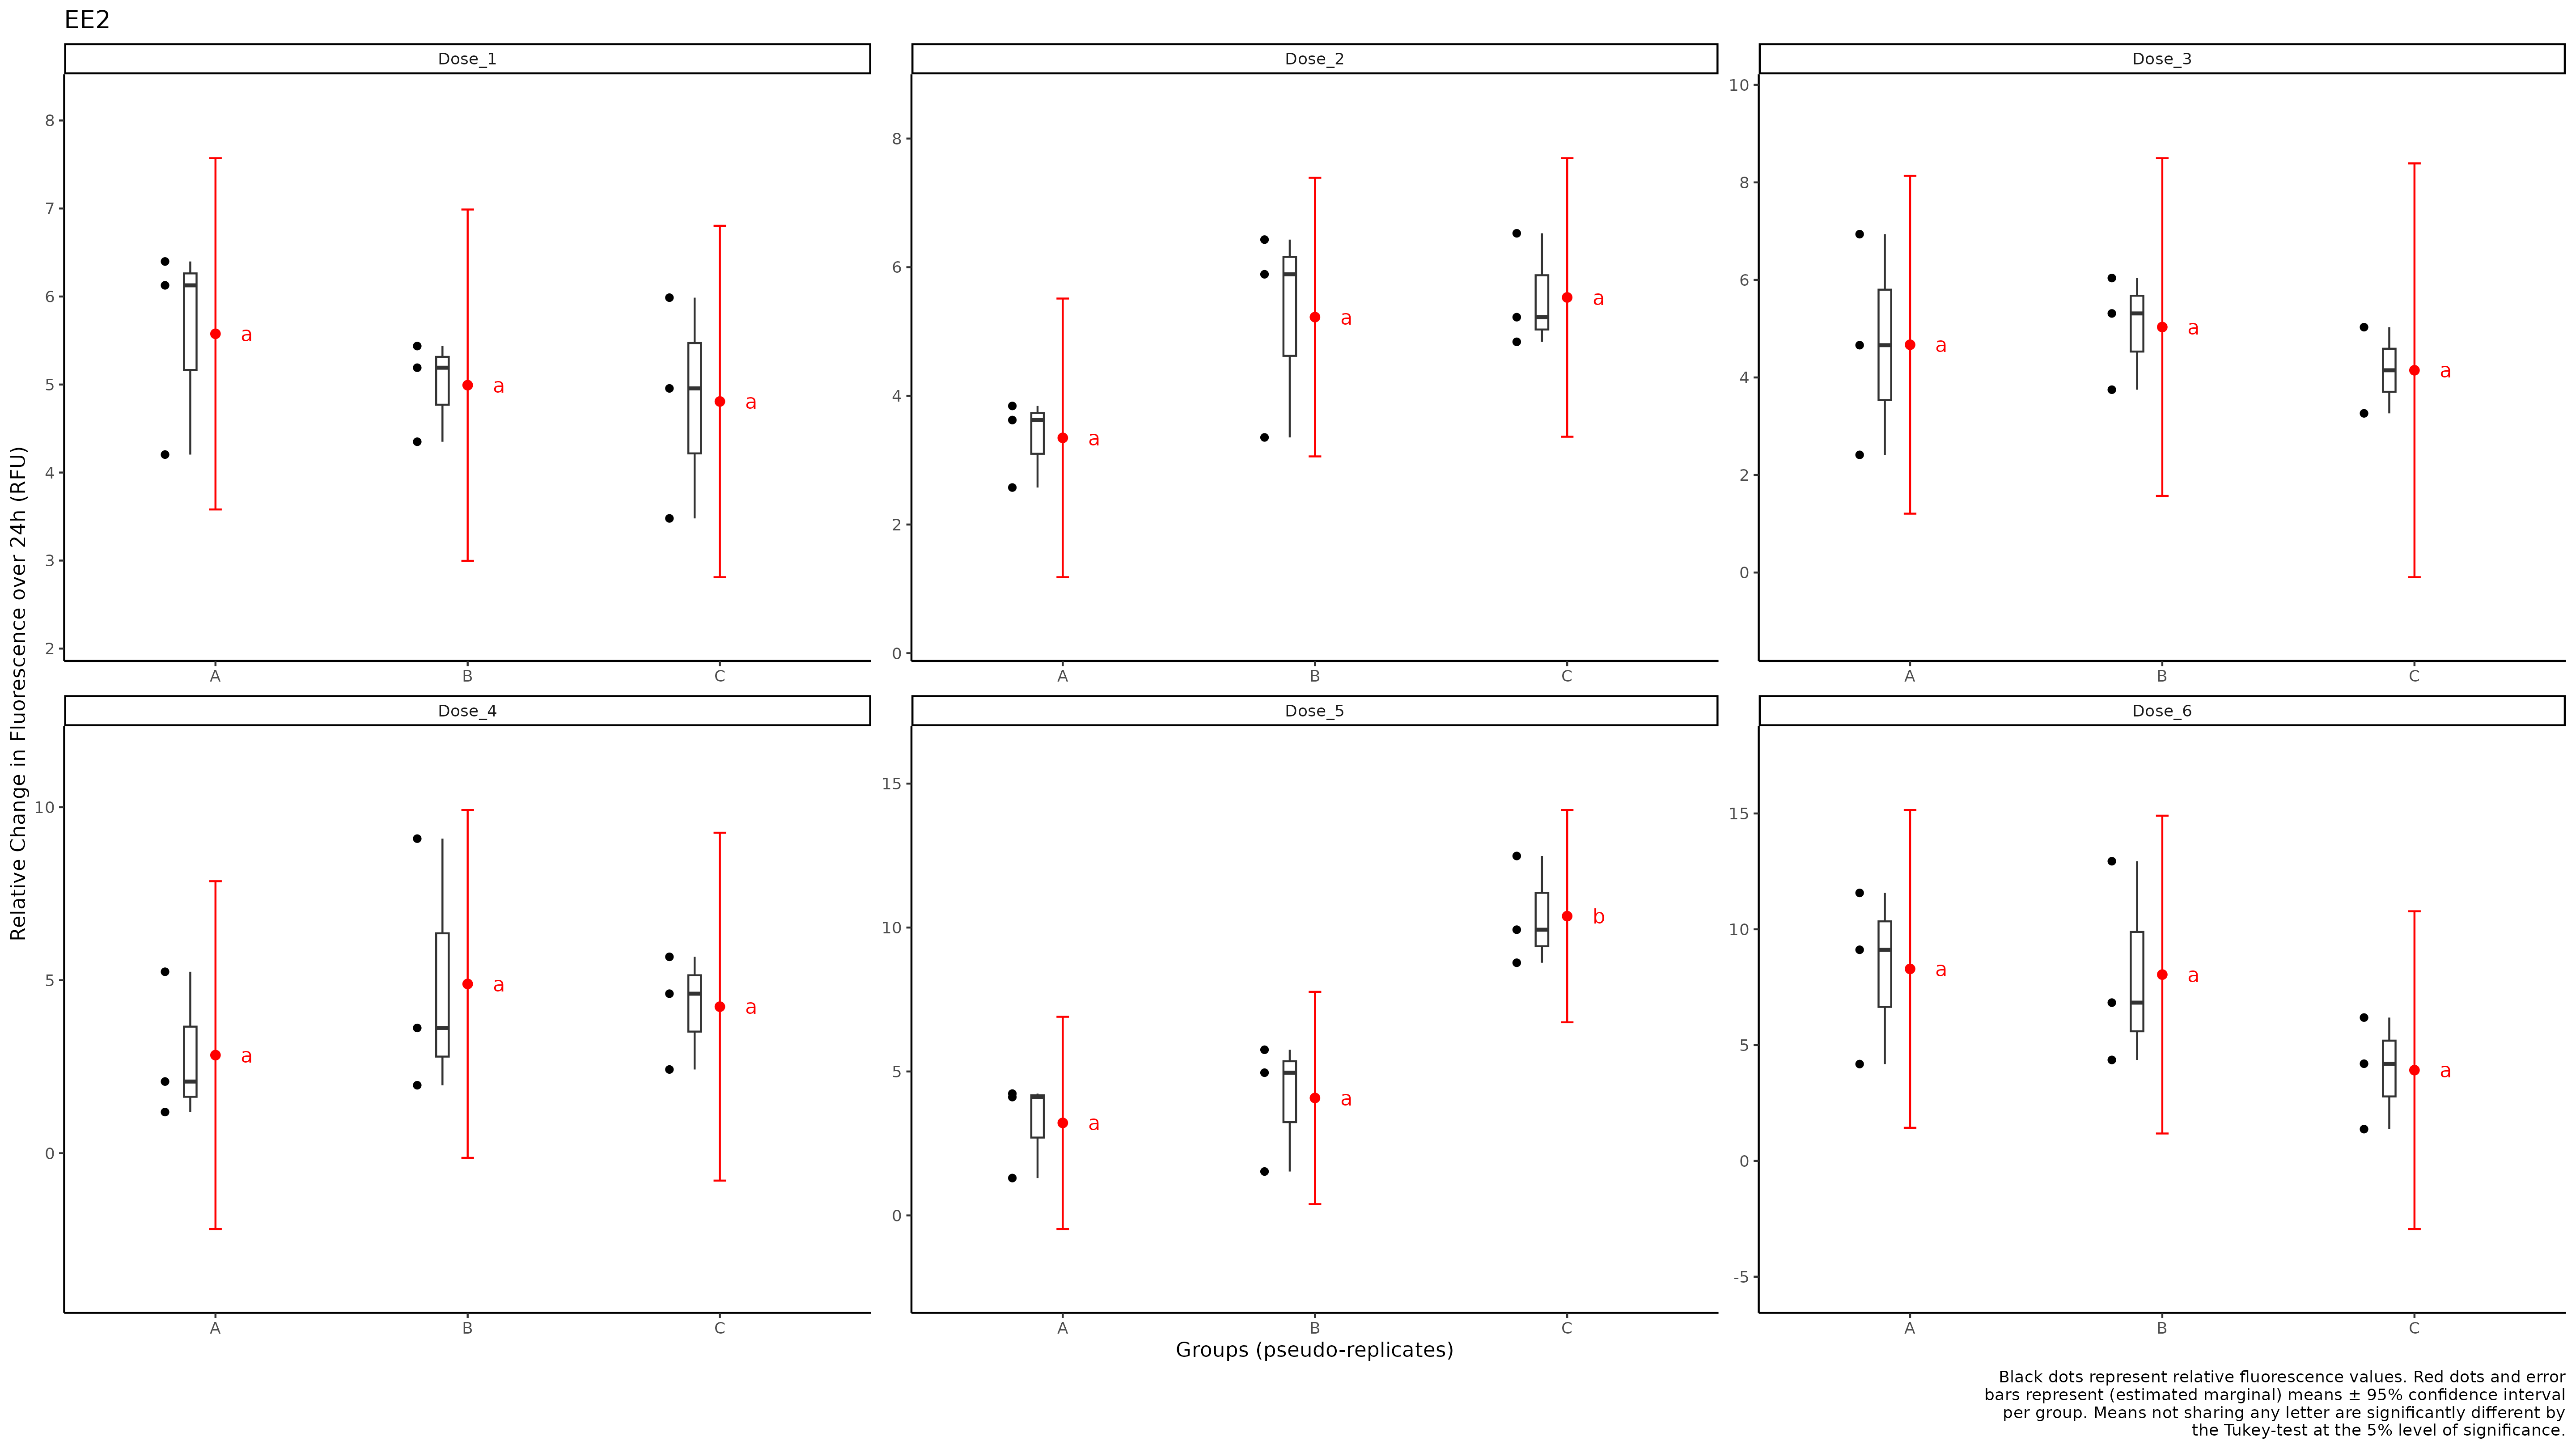 EE2
Dose_1
Dose_2
Dose_3
8
7
6
5
4
3
2
8
6
4
2
0
10
8
6
4
2
0
a
a
a
a
a
a
a
a
a
A
B
C
A
B
C
A
B
C
Relative Change in Fluorescence over 24h (RFU)
Dose_4
Dose_5
Dose_6
10
5
0
15
10
5
0
15
10
5
0
-5
a
a
a
a
a
b
a
a
a
A
B
C
A
B
C
A
B
C
Groups (pseudo-replicates)
Black dots represent relative fluorescence values. Red dots and error
bars represent (estimated marginal) means ± 95% confidence interval
per group. Means not sharing any letter are significantly different by
the Tukey-test at the 5% level of significance.